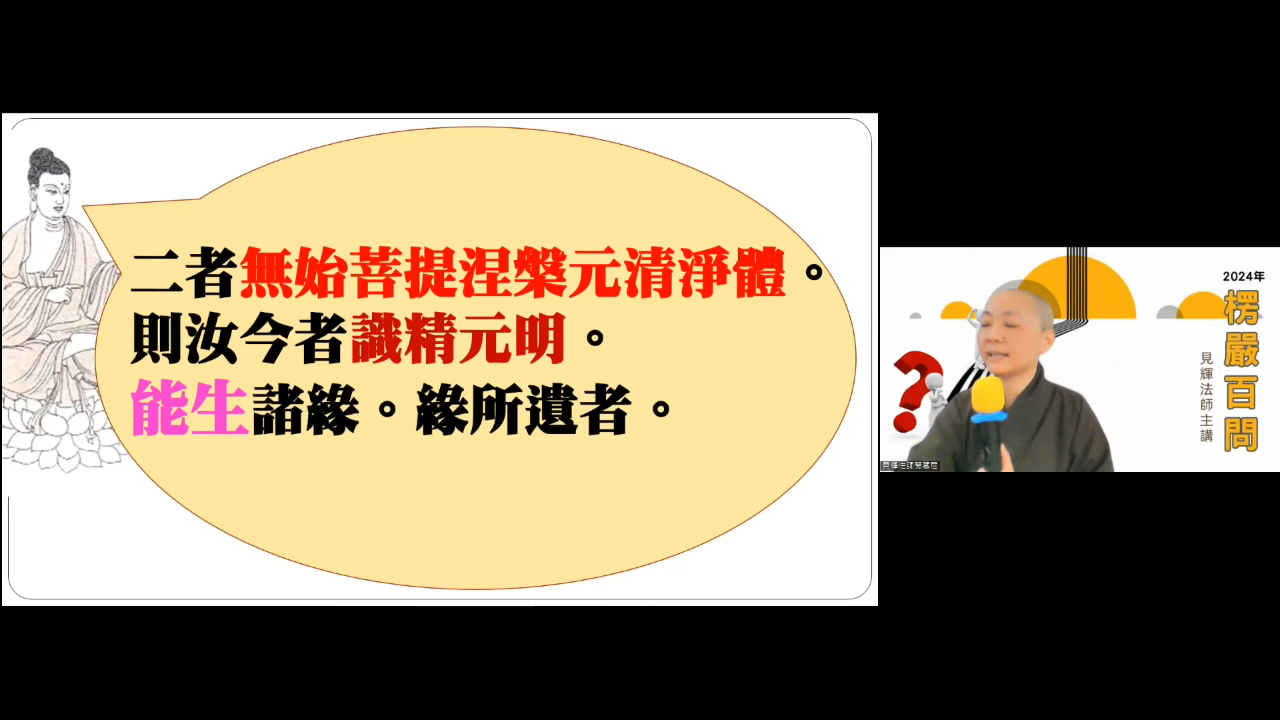 二者無始菩提涅槃元清淨體。
則汝今者識精元明。
能生諸緣。緣所遺者。
2024年
楞嚴百問
見輝法師主講